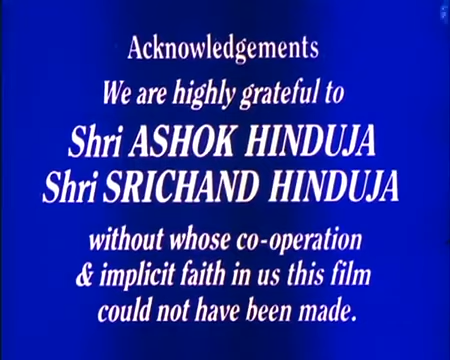 Acknowledgements
We are highly grateful to
Shri ASHOK HINDUJA
Shri SRICHAND HINDUJA
without whose co-operation
& implicit faith in us this film
could not have been made.